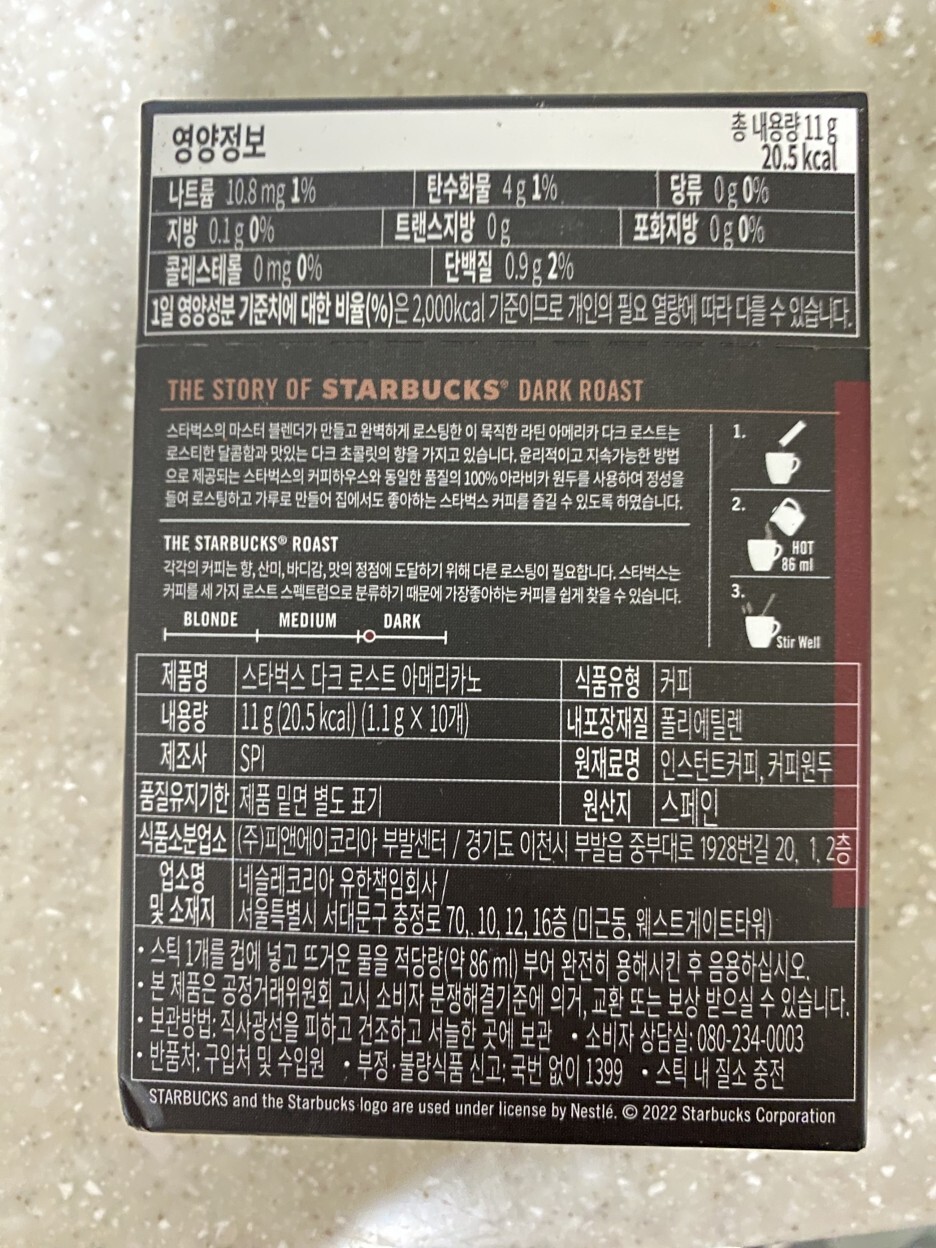 영양정보
총 내용량 11 g
20.5 kcal
나트륨 10.8 mg 1% 탄수화물 4 g 1% 당류 0 g 0%
지방 0.1 g 0% 트랜스지방 0 g 포화지방 0 g 0%
콜레스테롤 0 mg 0% 단백질 0.9 g 2%
1일 영양성분 기준치에 대한 비율(%)은 2,000kcal 기준이므로 개인의 필요 열량에 따라 다를 수 있습니다.
THE STORY OF STARBUCKS® DARK ROAST
스타벅스의 마스터 블렌더가 만들고 완벽하게 로스팅한 이 묵직한 라틴 아메리카 다크 로스트는
로스티한 달콤함과 맛있는 다크 초콜릿의 향을 가지고 있습니다. 윤리적이고 지속가능한 방법
으로 제공되는 스타벅스의 커피하우스와 동일한 품질의 100% 아라비카 원두를 사용하여 정성을
들여 로스팅하고 가루로 만들어 집에서도 좋아하는 스타벅스 커피를 즐길 수 있도록 하였습니다.
THE STARBUCKS® ROAST
각각의 커피는 향, 산미, 바디감, 맛의 정점에 도달하기 위해 다른 로스팅이 필요합니다. 스타벅스는
커피를 세 가지 로스트 스펙트럼으로 분류하기 때문에 가장좋아하는 커피를 쉽게 찾을 수 있습니다.
BLONDE MEDIUM DARK
1.
2.
HOT
86 ml
3.
Stir Well
제품명 스타벅스 다크 로스트 아메리카노 식품유형 커피
내용량 11 g (20.5 kcal) (1.1 g X 10개) 내포장재질 폴리에틸렌
제조사 SPI 원재료명 인스턴트커피, 커피원두
품질유지기한 제품 밑면 별도 표기 원산지 스페인
식품소분업소 (주)피앤에이코리아 부발센터 / 경기도 이천시 부발읍 중부대로 1928번길 20, 1, 2층
업소명 및 소재지 네슬레코리아 유한책임회사 /
서울특별시 서대문구 충정로 70,. 10, 12, 16층 (미근동, 웨스트게이트타워)
• 스틱 1개를 컵에 넣고 뜨거운 물을 적당량(약 86 ml) 부어 완전히 용해시킨 후 음용하십시오.
• 본 제품은 공정거래위원회 고시 소비자 분쟁해결기준에 의거, 교환 또는 보상 받으실 수 있습니다.
• 보관방법: 직사광선을 피하고 건조하고 서늘한 곳에 보관 • 소비자 상담실: 080-234-0003
• 반품처: 구입처 및 수입원 • 부정·불량식품 신고: 국번 없이 1399 • 스틱 내 질소 충전
STARBUCKS and the Starbucks logo are used under license by Nestlé. © 2022 Starbucks Corporation